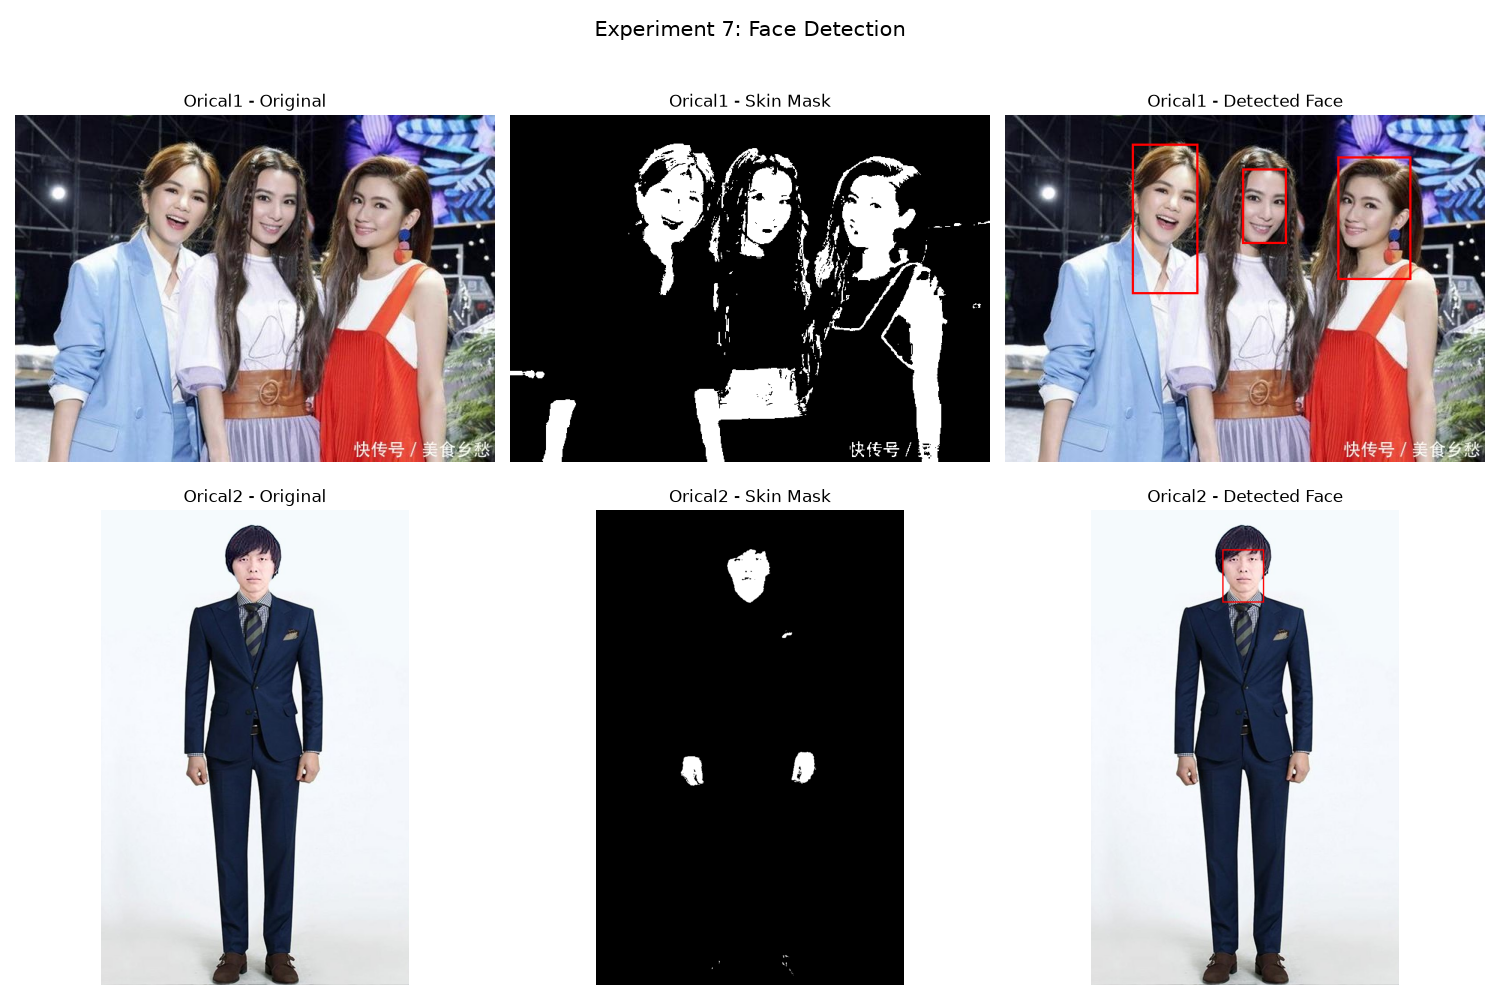 Experiment 7: Face Detection
Orical1 - Original
Orical1 - Skin Mask
Orical1 - Detected Face
快传号 / 美食乡愁
快传号 / 美
快传号 / 美食乡愁
Orical2 - Original
Orical2 - Skin Mask
Orical2 - Detected Face